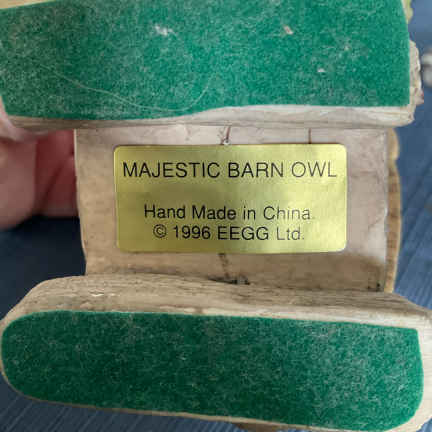 MAJESTIC BARN OWL
Hand Made in China.
© 1996 EEGG Ltd.